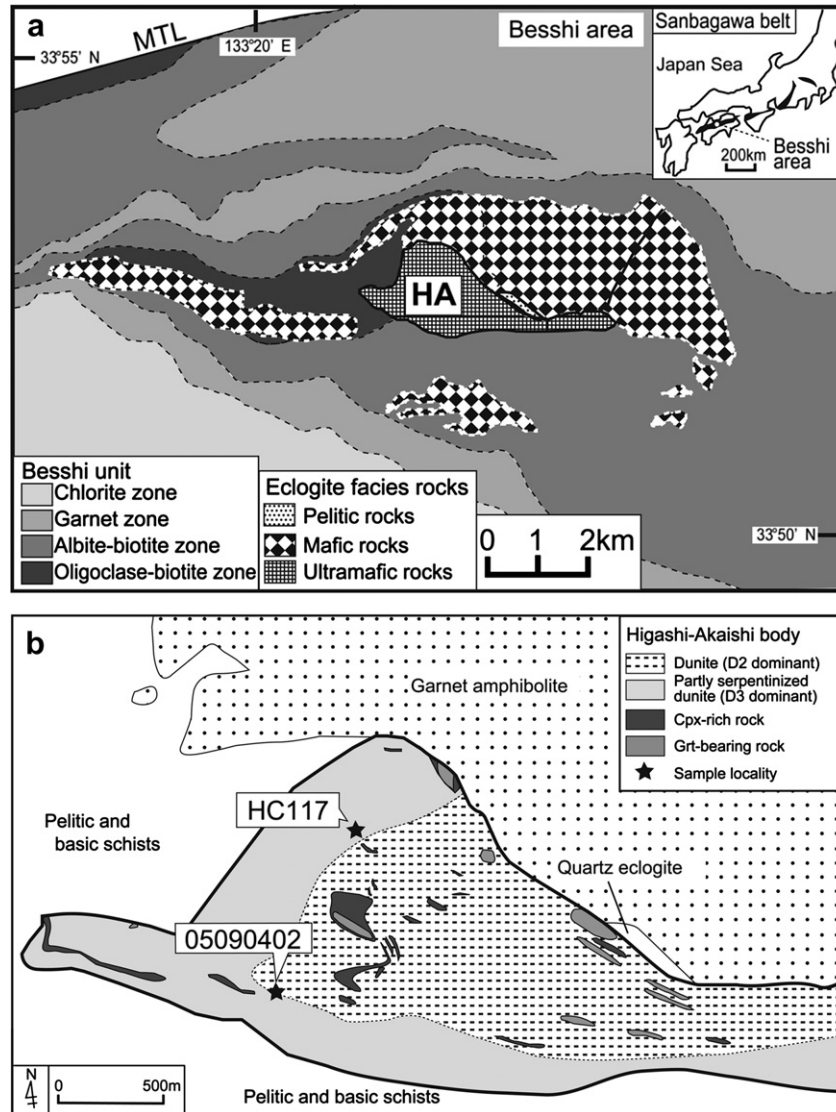 a
MTL
133°20' E
33°55' N
Besshi area
Sanbagawa belt
Japan Sea
Besshi
area
200km
HA
Besshi unit
Chlorite zone
Garnet zone
Albite-biotite zone
Oligoclase-biotite zone
Eclogite facies rocks
Pelitic rocks
Mafic rocks
Ultramafic rocks
0 1 2km
33°50' N
b
Garnet amphibolite
Higashi-Akaishi body
Dunite (D2 dominant)
Partly serpentinized
dunite (D3 dominant)
Cpx-rich rock
Grt-bearing rock
Sample locality
HC117
Pelitic and
basic schists
Quartz eclogite
05090402
N
0 500m
Pelitic and basic schists